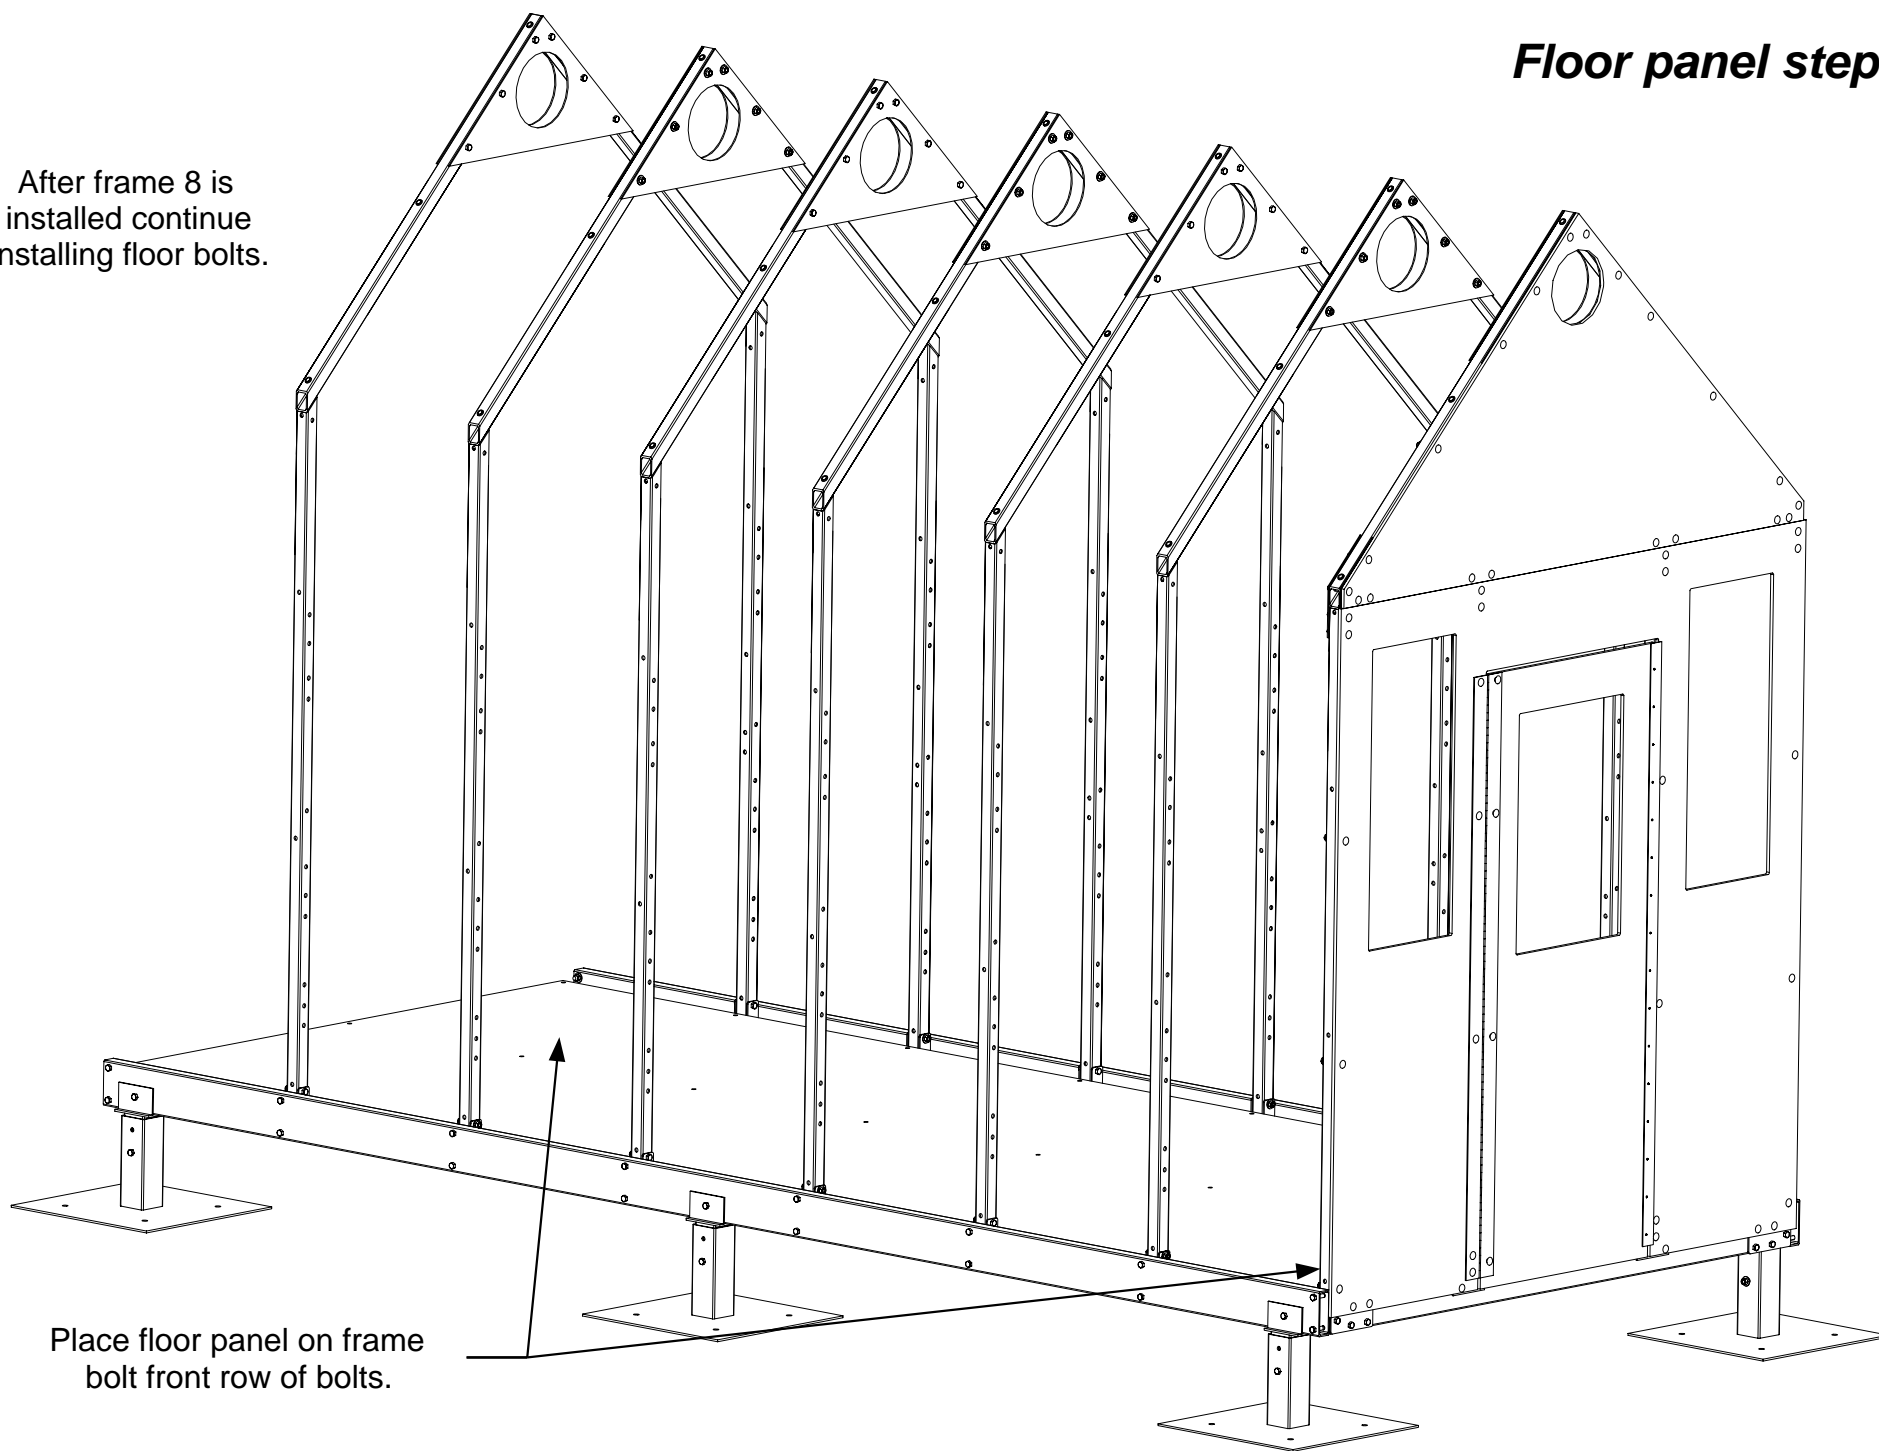 Floor panel step
After frame 8 is
installed continue
nstalling floor bolts.
Place floor panel on frame
bolt front row of bolts.